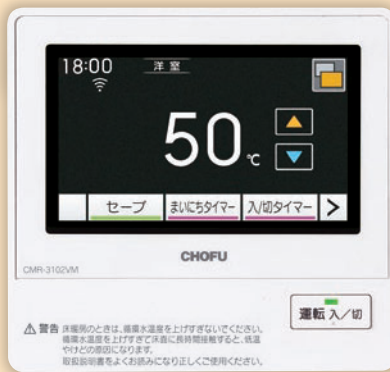 18:00 洋室
50℃
セーブ まいにちタイマー 入/切タイマー >
CHOFU
CMR-3102VM
運転 入/切
⚠警告 床暖房のときは、循環水温度を上げすぎないでください。
循環水温度を上げすぎて床面に長時間接触すると、低温
やけどの原因になります。
取扱説明書をよくお読みになり正しくご使用ください。